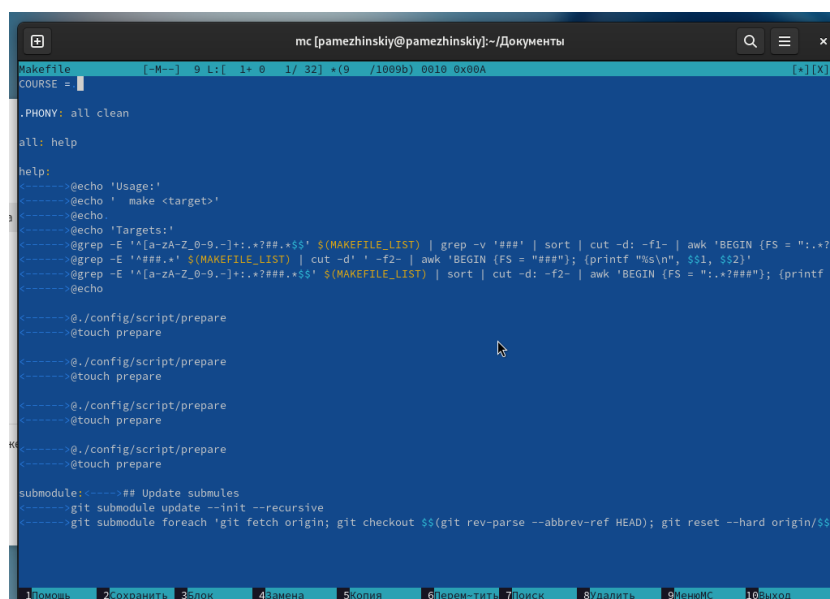 mc [pamezhinskiy@pamezhinskiy]:~/Документы
Makefile [-M--] 9 L:[ 1+ 0 1/ 32] *(9 /1009b) 0010 0x00A [*][X]
COURSE =.
.PHONY: all clean
all: help
help:
<------>@echo 'Usage:'
<------>@echo '  make <target>'
<------>@echo.
<------>@echo 'Targets:'
<------>@grep -E '^[a-zA-Z_0-9.-]+:.*?##.*$$' $(MAKEFILE_LIST) | grep -v '###' | sort | cut -d: -f1- | awk 'BEGIN {FS = ":.*?
<------>@grep -E '^###.*' $(MAKEFILE_LIST) | cut -d' ' -f2- | awk 'BEGIN {FS = "###"}; {printf "%s\n", $$1, $$2}'
<------>@grep -E '^[a-zA-Z_0-9.-]+:.*?###.*$$' $(MAKEFILE_LIST) | sort | cut -d: -f2- | awk 'BEGIN {FS = ":.*?###"}; {printf
<------>@echo
<------>@./config/script/prepare
<------>@touch prepare
<------>@./config/script/prepare
<------>@touch prepare
<------>@./config/script/prepare
<------>@touch prepare
<------>@./config/script/prepare
<------>@touch prepare
submodule:<---->## Update submules
<------>git submodule update --init --recursive
<------>git submodule foreach 'git fetch origin; git checkout $$(git rev-parse --abbrev-ref HEAD); git reset --hard origin/$$
1Помощь 2Сохранить 3Блок 4Замена 5Копия 6Перем~тить 7Поиск 8Удалить 9МенюMC 10Выход